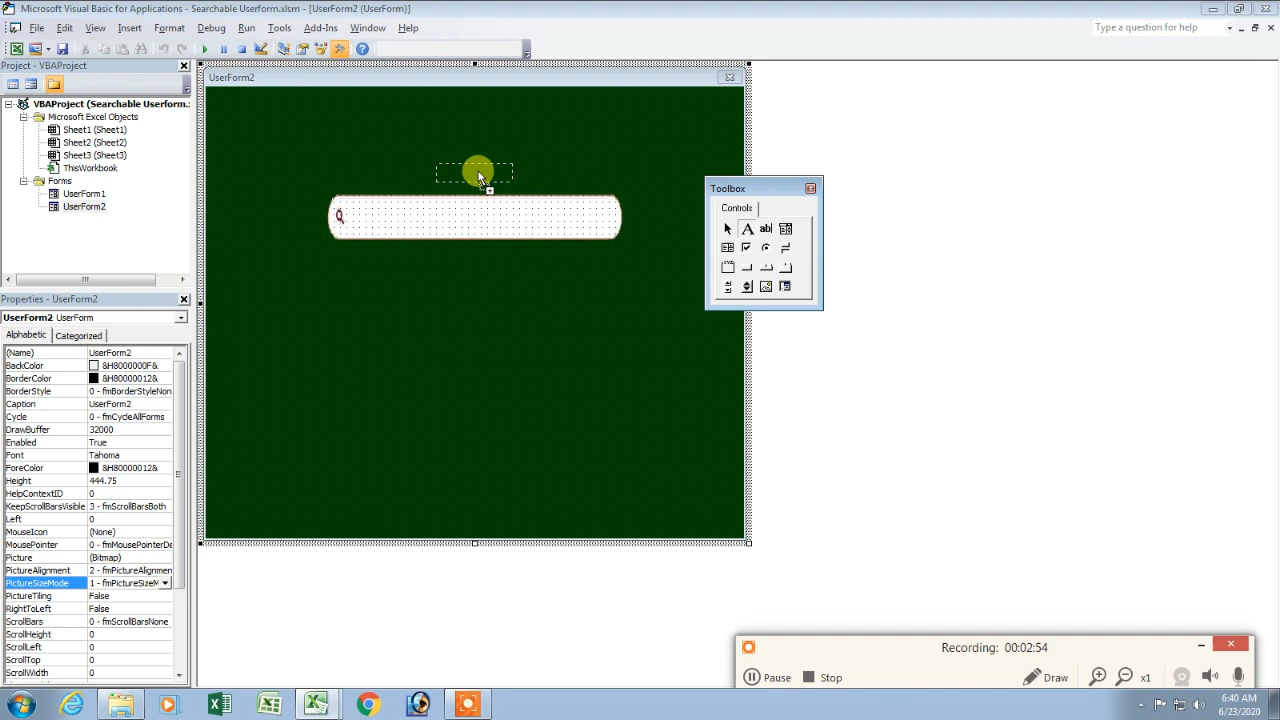 Microsoft Visual Basic for Applications - Searchable Userform.xlsm - [UserForm2 (UserForm)]
File Edit View Insert Format Debug Run Tools Add-Ins Window Help
Type a question for help
Project - VBAProject
VBAProject (Searchable Userform.
Microsoft Excel Objects
Sheet1 (Sheet1)
Sheet2 (Sheet2)
Sheet3 (Sheet3)
ThisWorkbook
Forms
UserForm1
UserForm2
Properties - UserForm2
UserForm2 UserForm
Alphabetic Categorized
(Name) UserForm2
BackColor &H8000000F&
BorderColor &H80000012&
BorderStyle 0 - fmBorderStyleNon
Caption UserForm2
Cycle 0 - fmCycleAllForms
DrawBuffer 32000
Enabled True
Font Tahoma
ForeColor &H80000012&
Height 444.75
HelpContextID 0
KeepScrollBarsVisible 3 - fmScrollBarsBoth
Left 0
MouseIcon (None)
MousePointer 0 - fmMousePointerDe
Picture (Bitmap)
PictureAlignment 2 - fmPictureAlignmen
PictureSizeMode 1 - fmPictureSizeM
PictureTiling False
RightToLeft False
ScrollBars 0 - fmScrollBarsNone
ScrollHeight 0
ScrollLeft 0
ScrollTop 0
ScrollWidth 0
UserForm2
Toolbox
Controls
A ab
Recording: 00:02:54
Pause Stop Draw x1
6:40 AM
6/23/2020